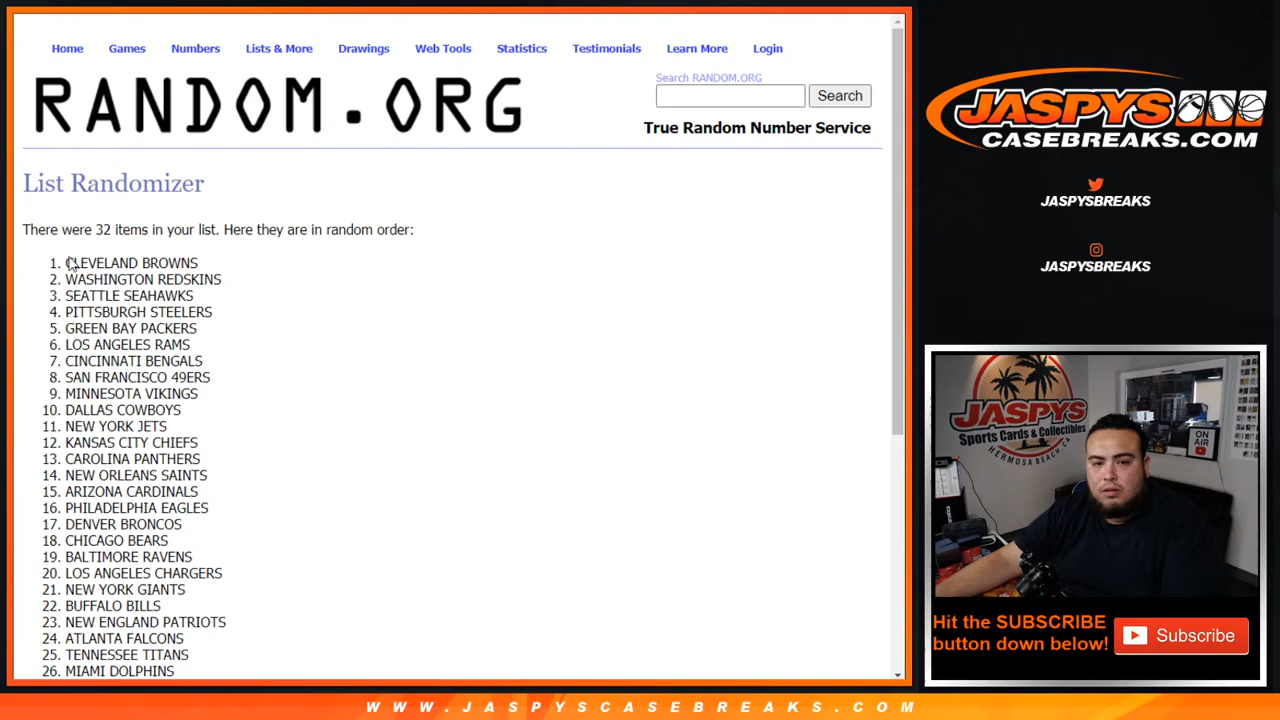 Home Games Numbers Lists & More Drawings Web Tools Statistics Testimonials Learn More Login
RANDOM.ORG
Search RANDOM.ORG
Search
True Random Number Service
List Randomizer
There were 32 items in your list. Here they are in random order:
1. CLEVELAND BROWNS
2. WASHINGTON REDSKINS
3. SEATTLE SEAHAWKS
4. PITTSBURGH STEELERS
5. GREEN BAY PACKERS
6. LOS ANGELES RAMS
7. CINCINNATI BENGALS
8. SAN FRANCISCO 49ERS
9. MINNESOTA VIKINGS
10. DALLAS COWBOYS
11. NEW YORK JETS
12. KANSAS CITY CHIEFS
13. CAROLINA PANTHERS
14. NEW ORLEANS SAINTS
15. ARIZONA CARDINALS
16. PHILADELPHIA EAGLES
17. DENVER BRONCOS
18. CHICAGO BEARS
19. BALTIMORE RAVENS
20. LOS ANGELES CHARGERS
21. NEW YORK GIANTS
22. BUFFALO BILLS
23. NEW ENGLAND PATRIOTS
24. ATLANTA FALCONS
25. TENNESSEE TITANS
26. MIAMI DOLPHINS
JASPYS
CASEBREAKS.COM
JASPYSBREAKS
JASPYSBREAKS
JASPYS
Sports Cards & Collectibles
HERMOSA BEACH, CA
ON
AIR
Hit the SUBSCRIBE
button down below!
Subscribe
WWW.JASPYSCASEBREAKS.COM